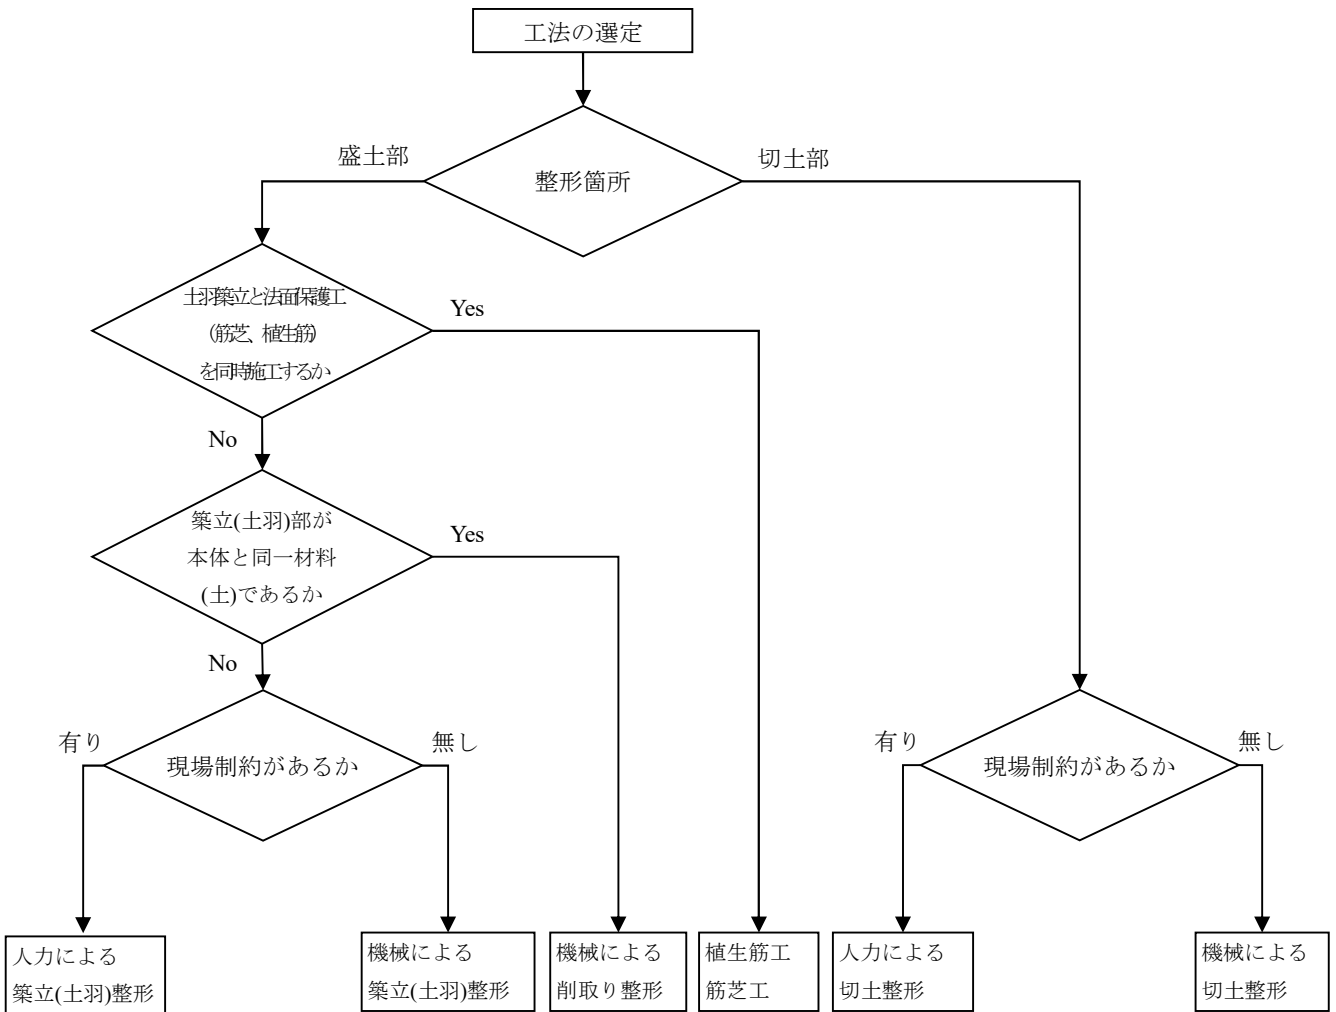 工法の選定
盛土部
切土部
整形箇所
土羽築立と法面保護工
(筋芝、植生筋)
を同時施工するか
Yes
No
築立(土羽)部が
本体と同一材料
(土)であるか
Yes
No
有り
現場制約があるか
無し
有り
現場制約があるか
無し
人力による
築立(土羽)整形
機械による
築立(土羽)整形
機械による
削取り整形
植生筋工
筋芝工
人力による
切土整形
機械による
切土整形